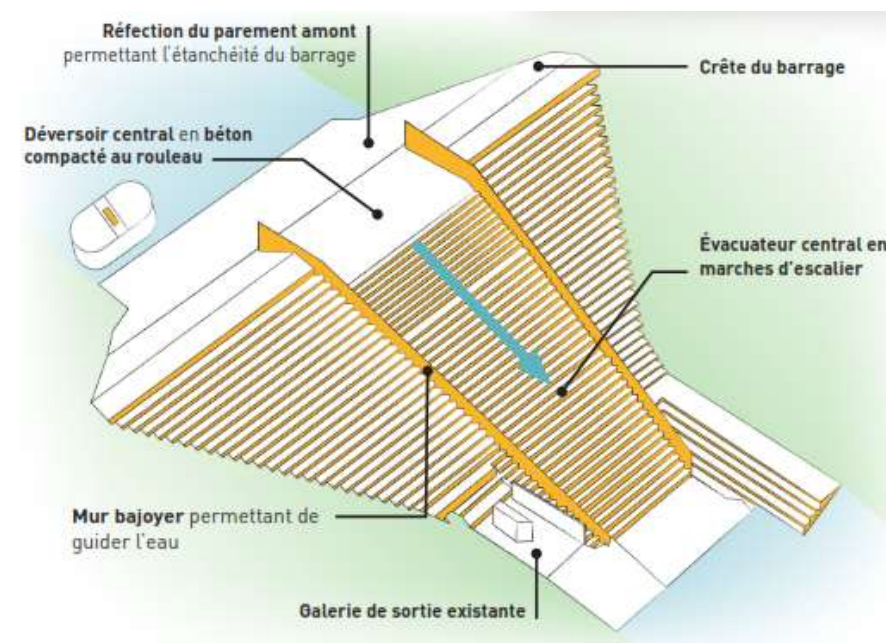 Réfection du parement amont
permettant l'étanchéité du barrage
Crête du barrage
Déversoir central en béton
compacté au rouleau
Évacuateur central en
marches d'escalier
Mur bajoyer permettant de
guider l'eau
Galerie de sortie existante